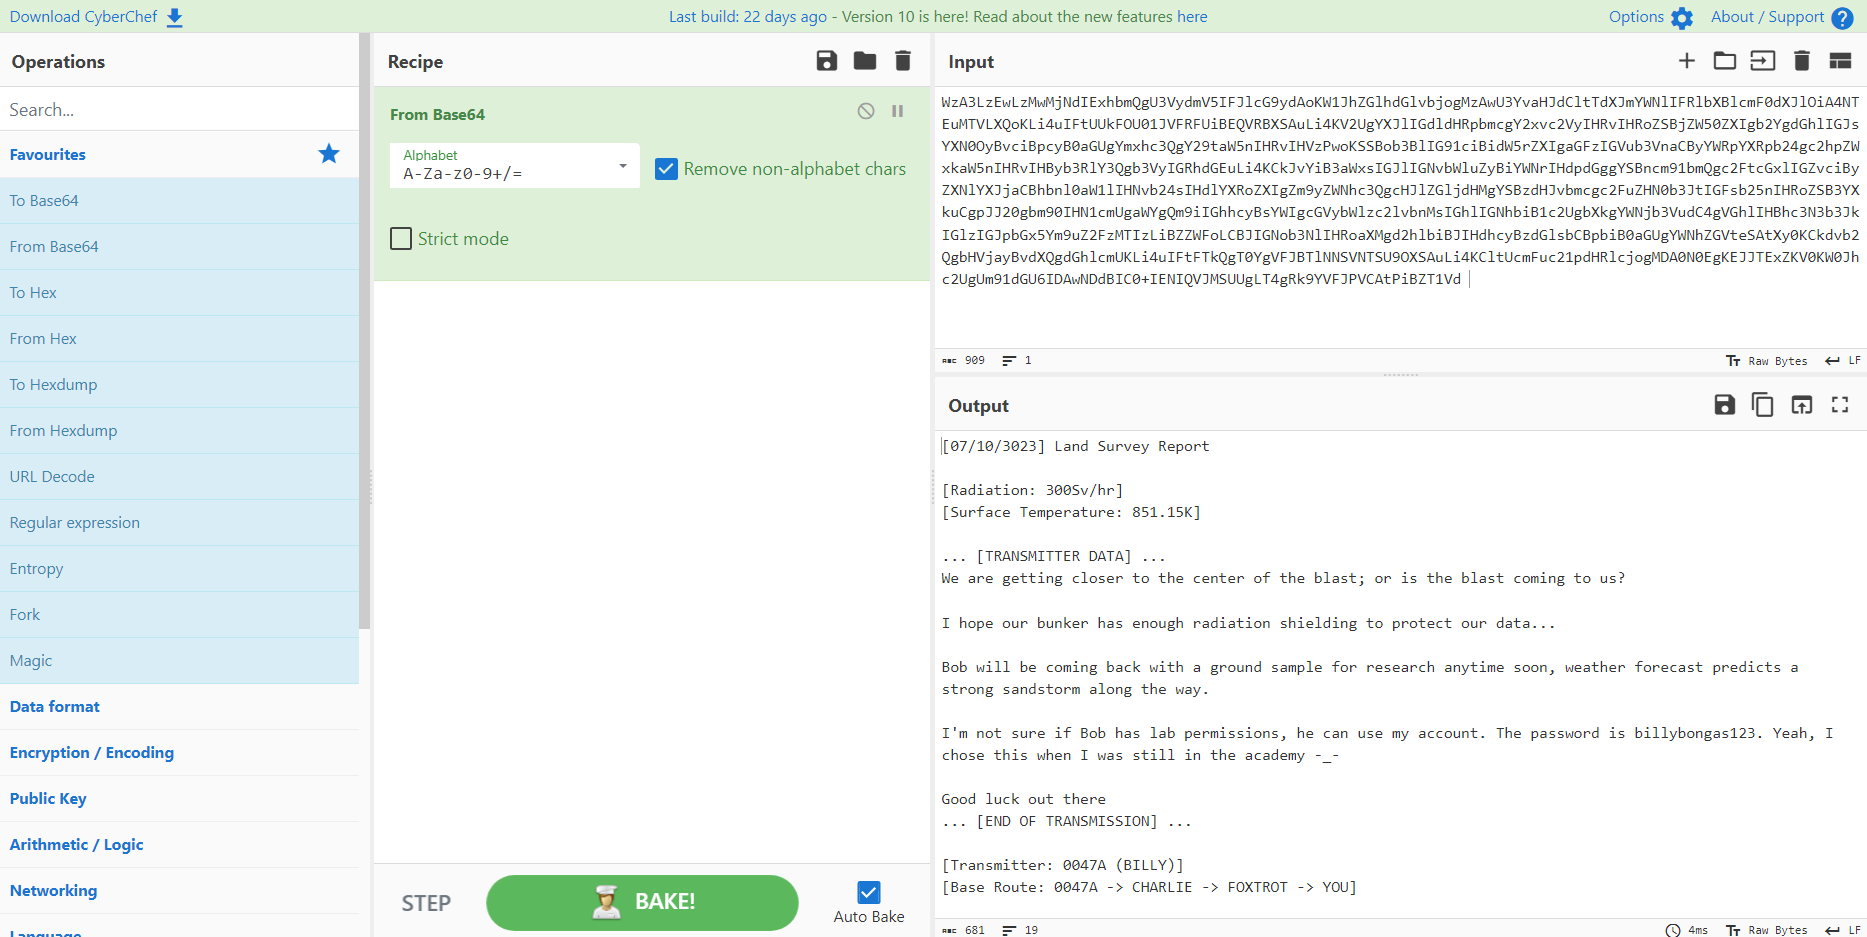 Download CyberChef
Last build: 22 days ago - Version 10 is here! Read about the new features here
Options
About / Support
Operations
Search...
Favourites
To Base64
From Base64
To Hex
From Hex
To Hexdump
From Hexdump
URL Decode
Regular expression
Entropy
Fork
Magic
Data format
Encryption / Encoding
Public Key
Arithmetic / Logic
Networking
Language
Recipe
From Base64
Alphabet
A-Za-z0-9+/=
Remove non-alphabet chars
Strict mode
STEP
BAKE!
Auto Bake
Input
WzA3LzEwLzMwMjNdIExhbmQgU3VydmV5IFJlcG9ydAoKW1JhZGlhdGlvbjogMzAwU3YvaHJdCltTdXJmYWNlIFRlbXBlcmF0dXJlOiA4NT
EuMTVLXQoKLi4uIFtUUkFOU01JVFRFUiBEQVRBXSAuLi4KV2UgYXJlIGdldHRpbmcgY2xvc2VyIHRvIHRoZSBjZW50ZXIgb2YgdGhlIGJs
YXN0OyBvciBpcyB0aGUgYmxhc3QgY29taW5nIHRvIHVzPwoKSSBob3BlIG91ciBidW5rZXIgaGFzIGVub3VnaCByYWRpYXRpb24gc2hpZW
xkaW5nIHRvIHByb3RlY3Qgb3VyIGRhdGEuLi4KCkJvYiB3aWxsIGJlIGNvbWluZyBiYWNrIHdpdGggYSBncm91bmQgc2FtcGxlIGZvciBy
ZXNlYXJjaCBhbnl0aW1lIHNvb24sIHdlYXRoZXIgZm9yZWNhc3QgcHJlZGljdHMgYSBzdHJvbmcgc2FuZHN0b3JtIGFsb25nIHRoZSB3YX
kuCgpJJ20gbm90IHN1cmUgaWYgQm9iIGhhcyBsYWIgcGVybWlzc2lvbnMsIGhlIGNhbiB1c2UgbXkgYWNjb3VudC4gVGhlIHBhc3N3b3Jk
IGlzIGJpbGx5Ym9uZ2FzMTIzLiBZZWFoLCBJIGNob3NlIHRoaXMgd2hlbiBJIHdhcyBzdGlsbCBpbiB0aGUgYWNhZGVteSAtXy0KCkdvb2
QgbHVjayBvdXQgdGhlcmUKLi4uIFtFTkQgT0YgVFJBTlNNSVNTSU9OXSAuLi4KCltUcmFuc21pdHRlcjogMDA0N0EgKEJJTExZKV0KW0Jh
c2UgUm91dGU6IDAwNDdBIC0+IENIQVJMSUUgLT4gRk9YVFJPVCAtPiBZT1Vd
909
1
Raw Bytes
LF
Output
[07/10/3023] Land Survey Report
[Radiation: 300Sv/hr]
[Surface Temperature: 851.15K]
... [TRANSMITTER DATA] ...
We are getting closer to the center of the blast; or is the blast coming to us?
I hope our bunker has enough radiation shielding to protect our data...
Bob will be coming back with a ground sample for research anytime soon, weather forecast predicts a
strong sandstorm along the way.
I'm not sure if Bob has lab permissions, he can use my account. The password is billybongas123. Yeah, I
chose this when I was still in the academy -_-
Good luck out there
... [END OF TRANSMISSION] ...
[Transmitter: 0047A (BILLY)]
[Base Route: 0047A -> CHARLIE -> FOXTROT -> YOU]
681
19
4ms
Raw Bytes
LF